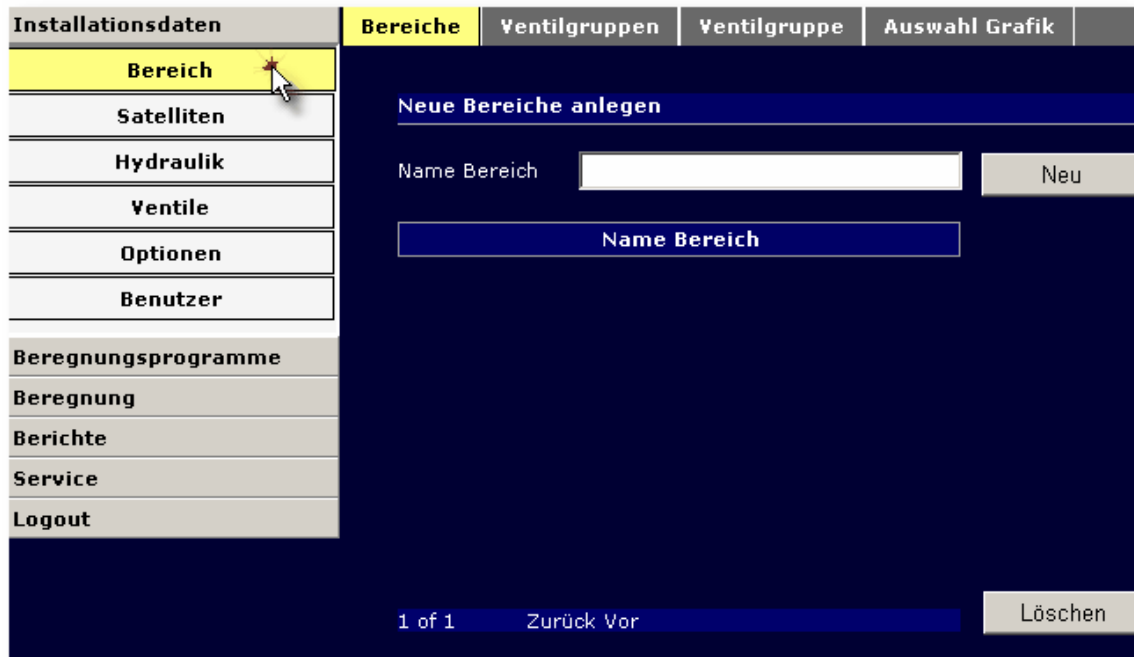 Installationsdaten
Bereich
Satelliten
Hydraulik
Ventile
Optionen
Benutzer
Beregnungsprogramme
Beregnung
Berichte
Service
Logout
Bereiche Ventilgruppen Ventilgruppe Auswahl Grafik
Neue Bereiche anlegen
Name Bereich Neu
Name Bereich
1 of 1 Zurück Vor Löschen